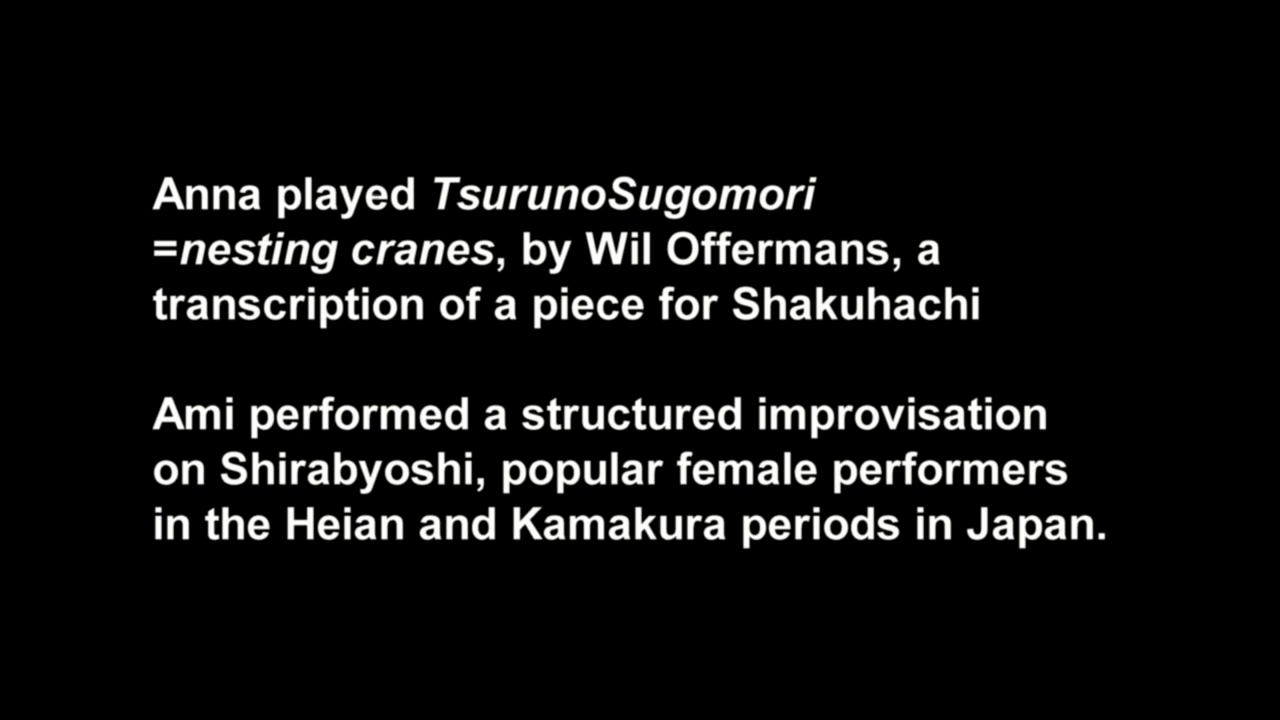 Anna played TsurunoSugomori
=nesting cranes, by Wil Offermans, a
transcription of a piece for Shakuhachi
Ami performed a structured improvisation
on Shirabyoshi, popular female performers
in the Heian and Kamakura periods in Japan.